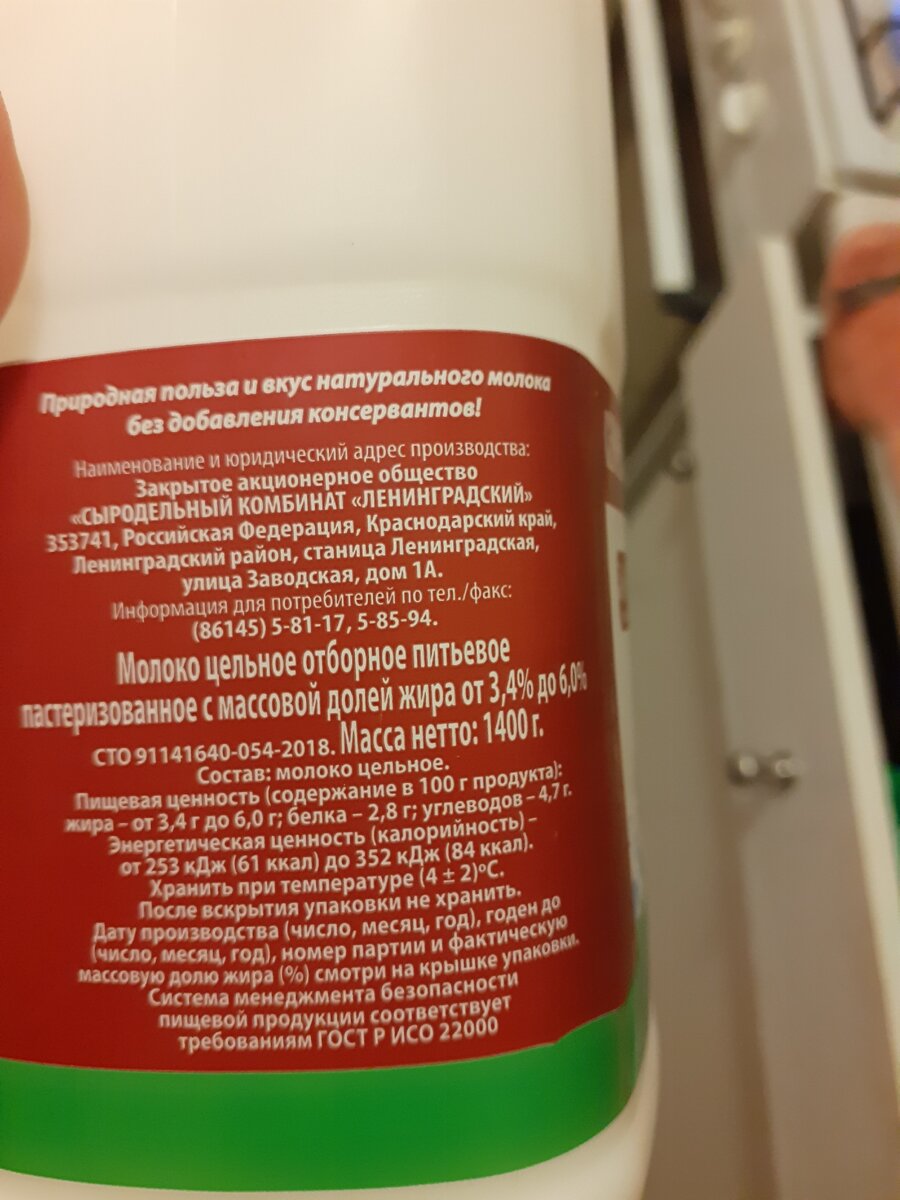 Природная польза и вкус натурального молока
без добавления консервантов!
Наименование и юридический адрес производства:
Закрытое акционерное общество
«СЫРОДЕЛЬНЫЙ КОМБИНАТ «ЛЕНИНГРАДСКИЙ»
353741, Российская Федерация, Краснодарский край,
Ленинградский район, станица Ленинградская,
улица Заводская, дом 1А.
Информация для потребителей по тел./факс:
(86145) 5-81-17, 5-85-94.
Молоко цельное отборное питьевое
пастеризованное с массовой долей жира от 3,4% до 6,0%
СТО 91141640-054-2018. Масса нетто: 1400 г.
Состав: молоко цельное.
Пищевая ценность (содержание в 100 г продукта):
жира – от 3,4 г до 6,0 г; белка – 2,8 г; углеводов – 4,7 г.
Энергетическая ценность (калорийность) –
от 253 кДж (61 ккал) до 352 кДж (84 ккал).
Хранить при температуре (4 ± 2)°С.
После вскрытия упаковки не хранить.
Дату производства (число, месяц, год), годен до
(число, месяц, год), номер партии и фактическую
массовую долю жира (%) смотри на крышке упаковки.
Система менеджмента безопасности
пищевой продукции соответствует
требованиям ГОСТ Р ИСО 22000